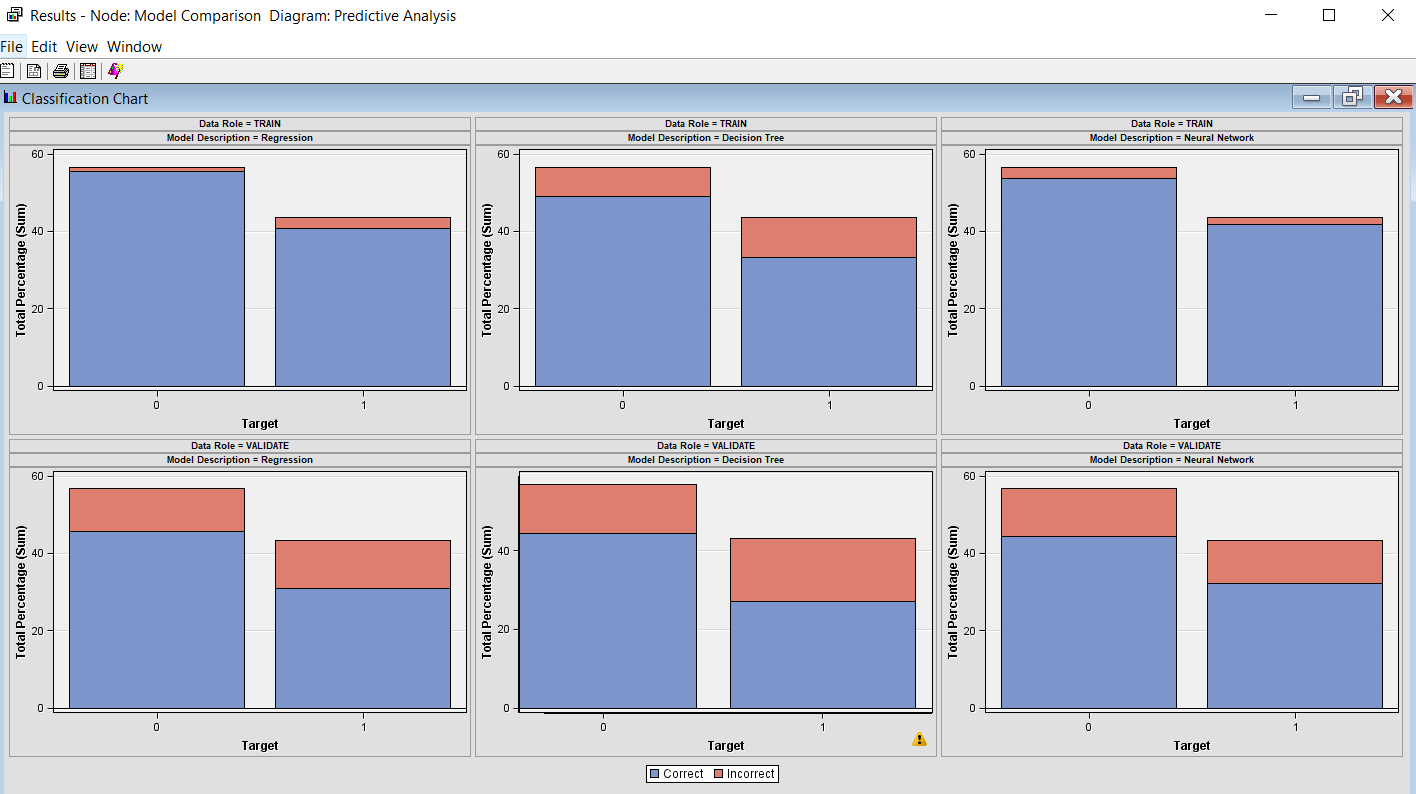 Results - Node: Model Comparison  Diagram: Predictive Analysis
File Edit View Window
Classification Chart
Data Role = TRAIN
Model Description = Regression
60
40
20
0
Total Percentage (Sum)
0 1
Target
Data Role = TRAIN
Model Description = Decision Tree
60
40
20
0
Total Percentage (Sum)
0 1
Target
Data Role = TRAIN
Model Description = Neural Network
60
40
20
0
Total Percentage (Sum)
0 1
Target
Data Role = VALIDATE
Model Description = Regression
60
40
20
0
Total Percentage (Sum)
0 1
Target
Data Role = VALIDATE
Model Description = Decision Tree
40
20
0
Total Percentage (Sum)
0 1
Target
Data Role = VALIDATE
Model Description = Neural Network
60
40
20
0
Total Percentage (Sum)
0 1
Target
Correct Incorrect